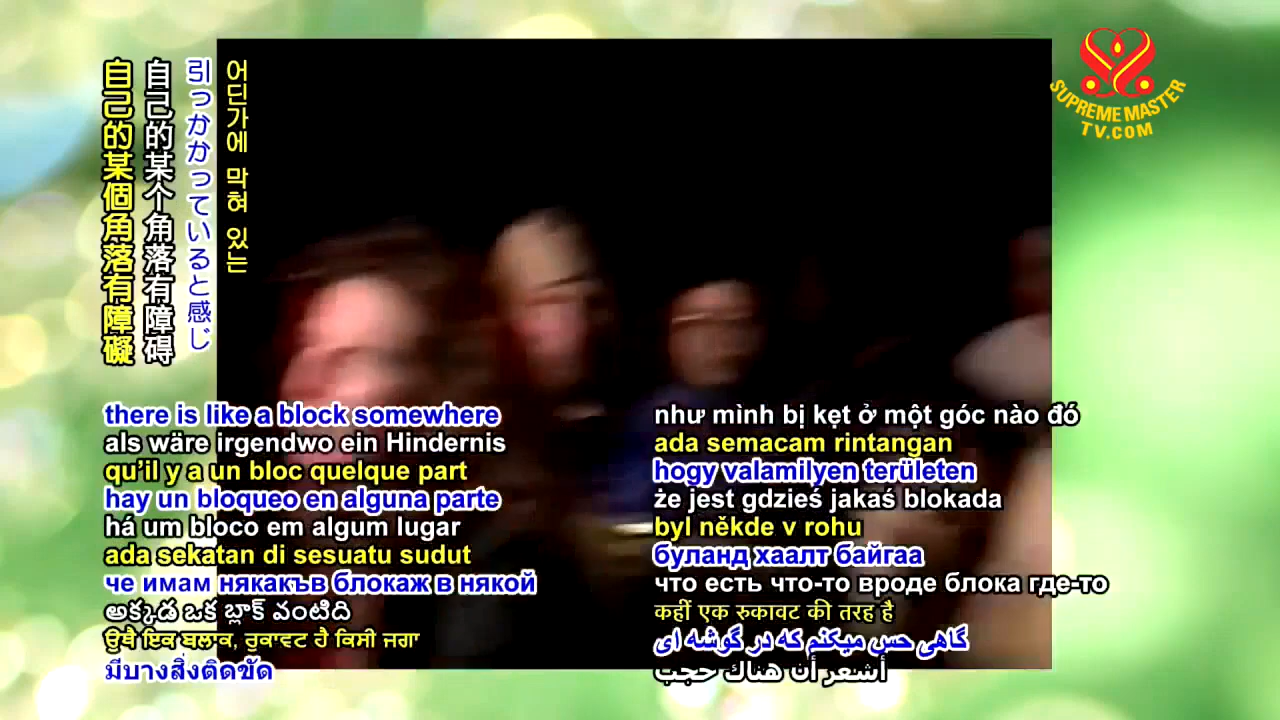 SUPREME MASTER
TV.COM
어딘가에 막혀 있는
引っかかっていると感じ
自己的某个角落有障碍
自己的某個角落有障礙
there is like a block somewhere
als wäre irgendwo ein Hindernis
qu'il y a un bloc quelque part
hay un bloqueo en alguna parte
há um bloco em algum lugar
ada sekatan di sesuatu sudut
че имам някакъв блокаж в някой
అక్కడ ఒక బ్లాక్ వంటిది
ਉਥੈ ਇਕ ਬਲਾਕ, ਰੁਕਾਵਟ ਹੈ ਕਿਸੀ ਜਗਾ
มีบางสิ่งติดขัด
như mình bị kẹt ở một góc nào đó
ada semacam rintangan
hogy valamilyen területen
że jest gdzieś jakaś blokada
byl někde v rohu
буланд хаалт байгаа
что есть что-то вроде блока где-то
कहीं एक रुकावट की तरह है
گاهی حس میکنم که در گوشه ای
أشعر أن هناك حجب